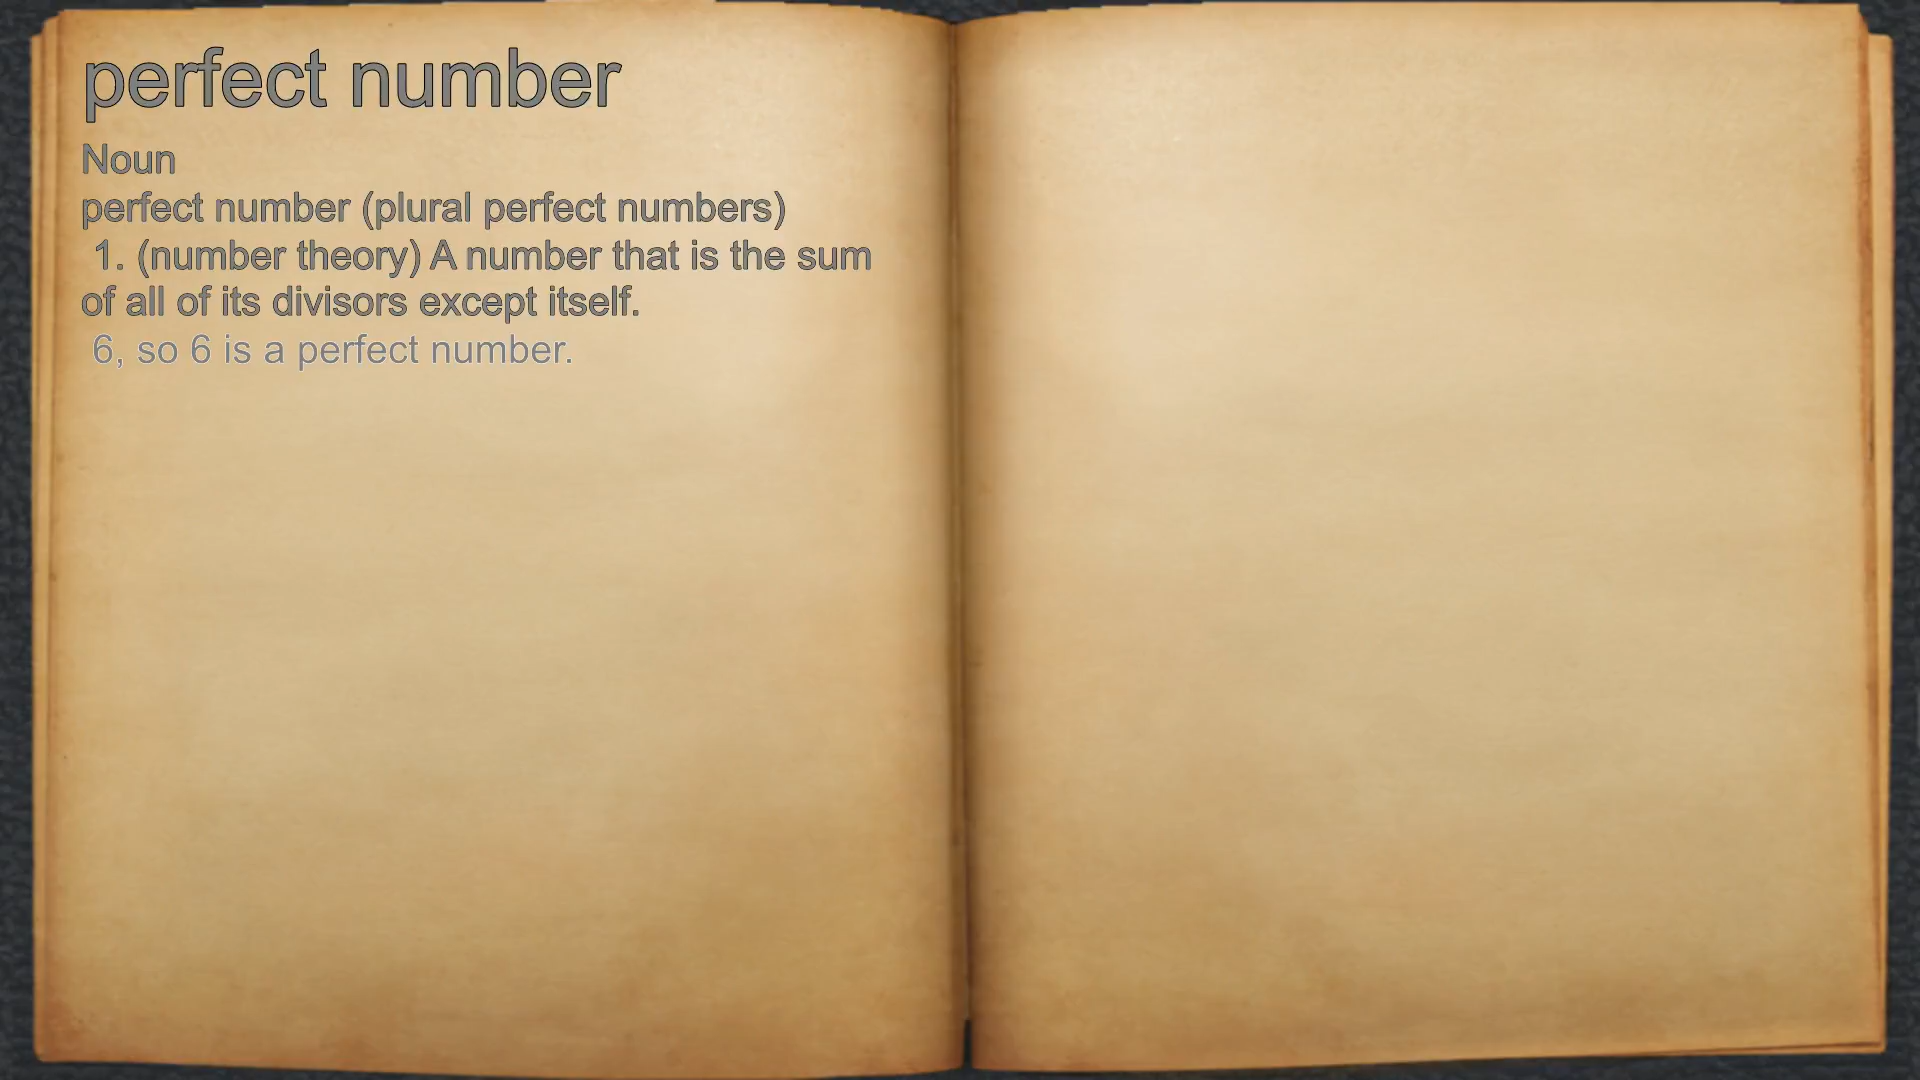 perfect number
Noun
perfect number (plural perfect numbers)
1. (number theory) A number that is the sum
of all of its divisors except itself.
6, so 6 is a perfect number.